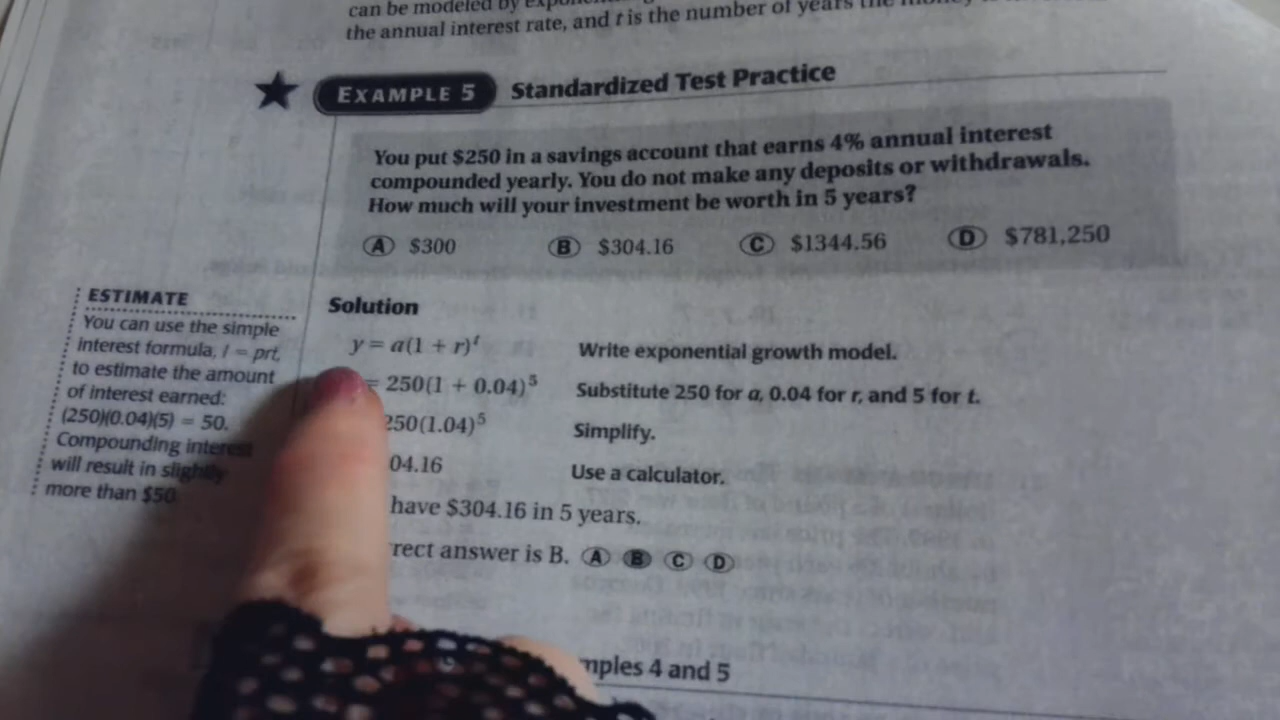 can be modeled by
the annual interest rate, and t is the number of years the money
EXAMPLE 5 Standardized Test Practice
You put $250 in a savings account that earns 4% annual interest
compounded yearly. You do not make any deposits or withdrawals.
How much will your investment be worth in 5 years?
A $300 B $304.16 C $1344.56 D $781,250
ESTIMATE
You can use the simple
interest formula, I = prt,
to estimate the amount
of interest earned:
(250)(0.04)(5) = 50.
Compounding interest
will result in slightly
more than $50.
Solution
y = a(1 + r)^t Write exponential growth model.
= 250(1 + 0.04)^5 Substitute 250 for a, 0.04 for r, and 5 for t.
250(1.04)^5 Simplify.
04.16 Use a calculator.
have $304.16 in 5 years.
rect answer is B. A B C D
mples 4 and 5